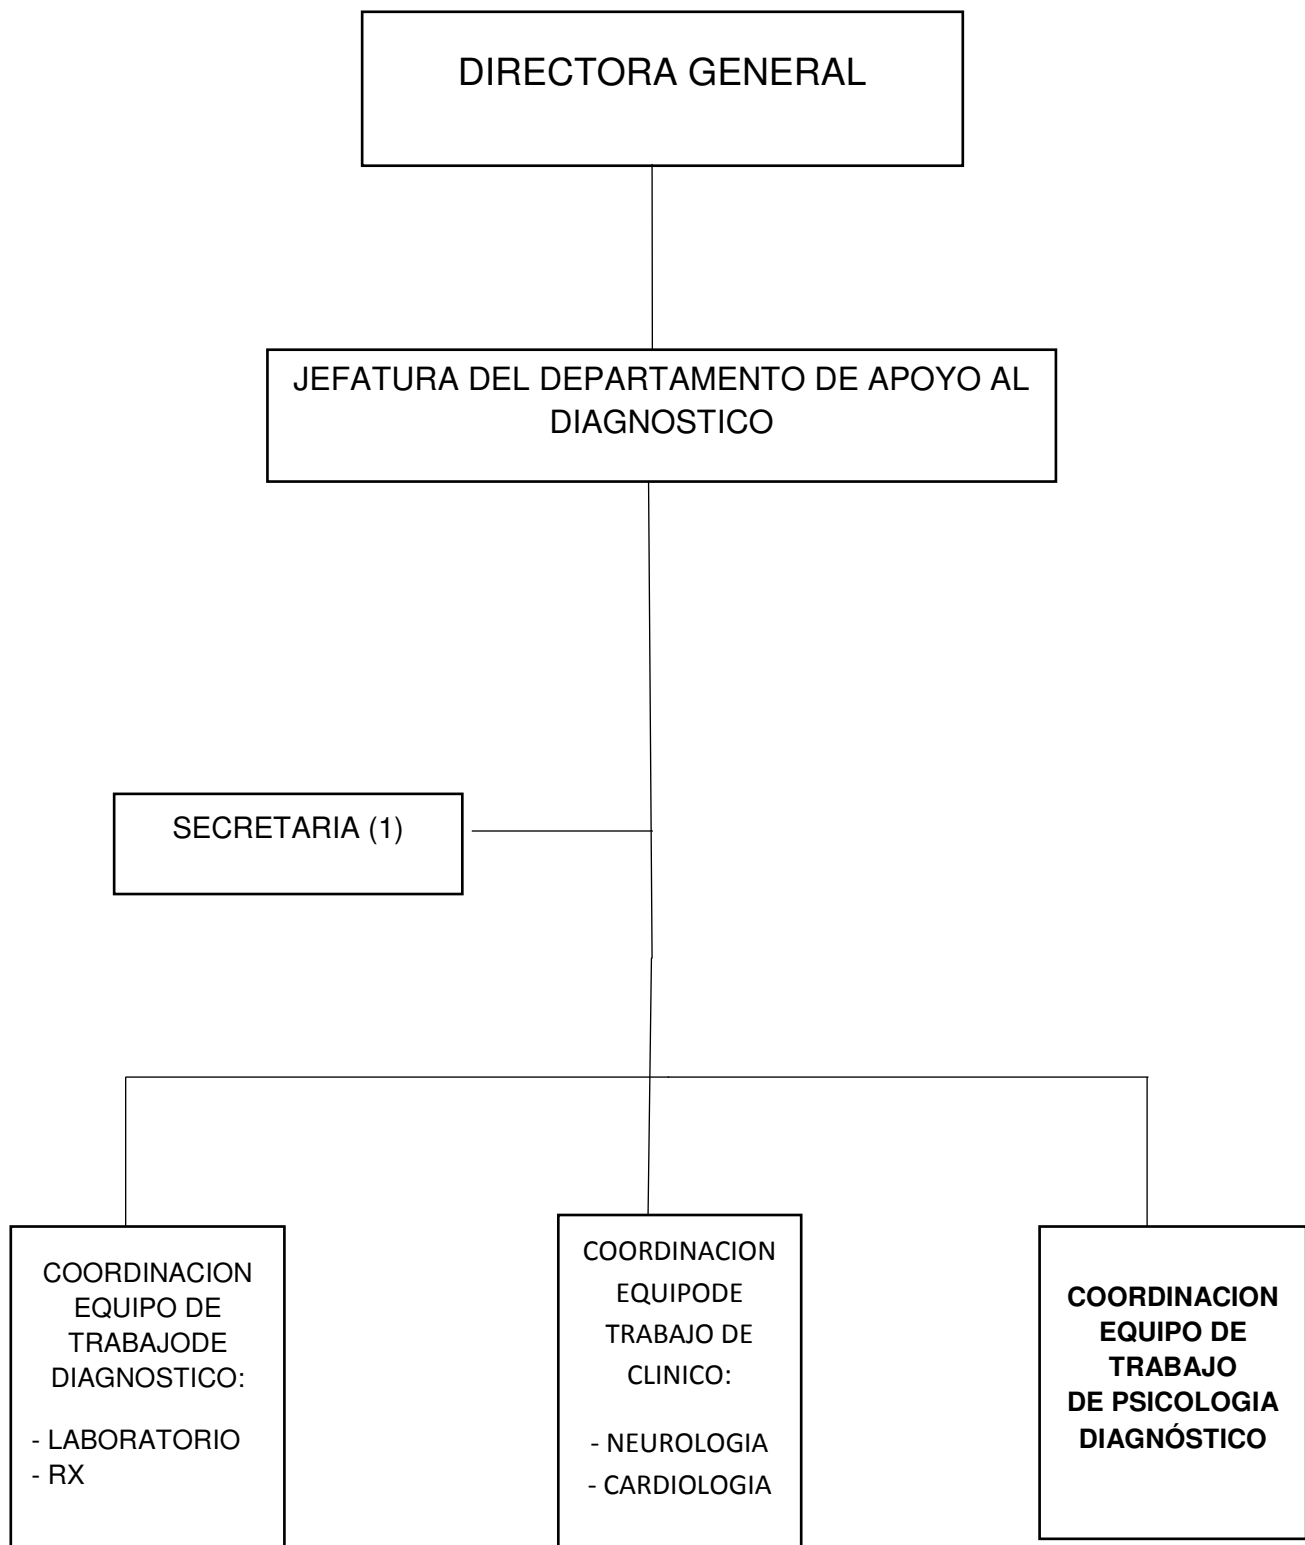 DIRECTORA GENERAL
JEFATURA DEL DEPARTAMENTO DE APOYO AL
DIAGNOSTICO
SECRETARIA (1)
COORDINACION
EQUIPO DE
TRABAJODE
DIAGNOSTICO:
- LABORATORIO
- RX
COORDINACION
EQUIPODE
TRABAJO DE
CLINICO:
- NEUROLOGIA
- CARDIOLOGIA
COORDINACION
EQUIPO DE
TRABAJO
DE PSICOLOGIA
DIAGNÓSTICO